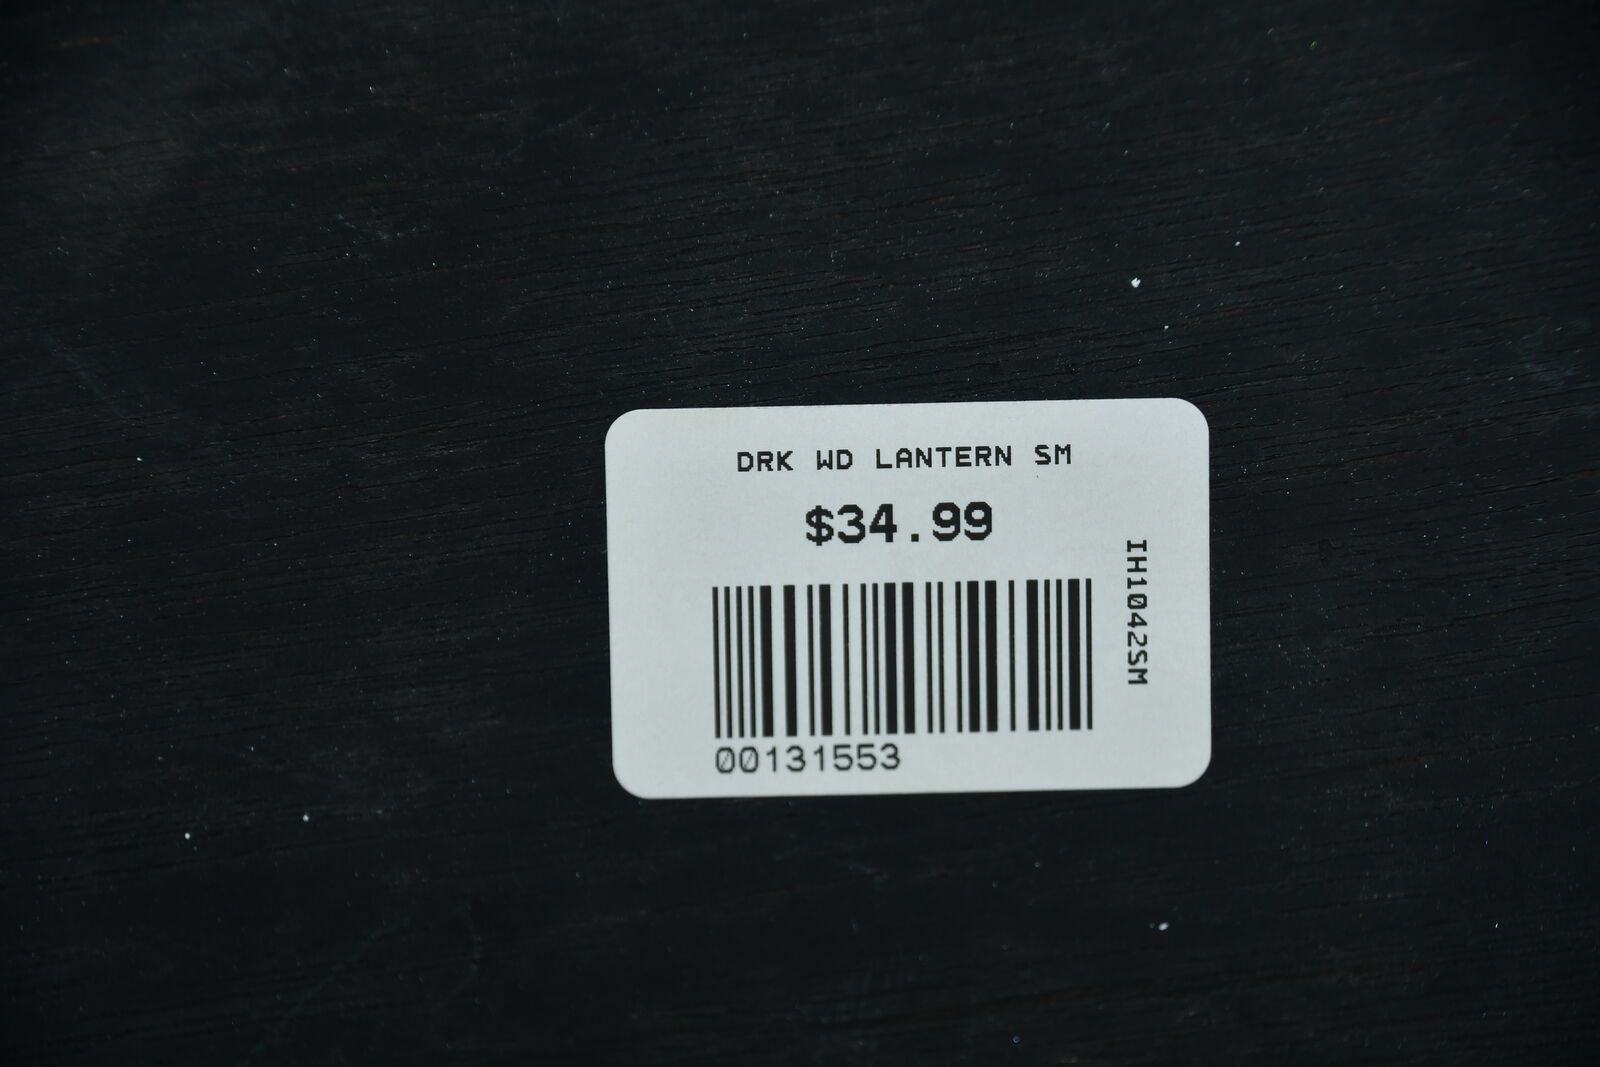 DRK WD LANTERN SM
$34.99
IH1042SM
00131553